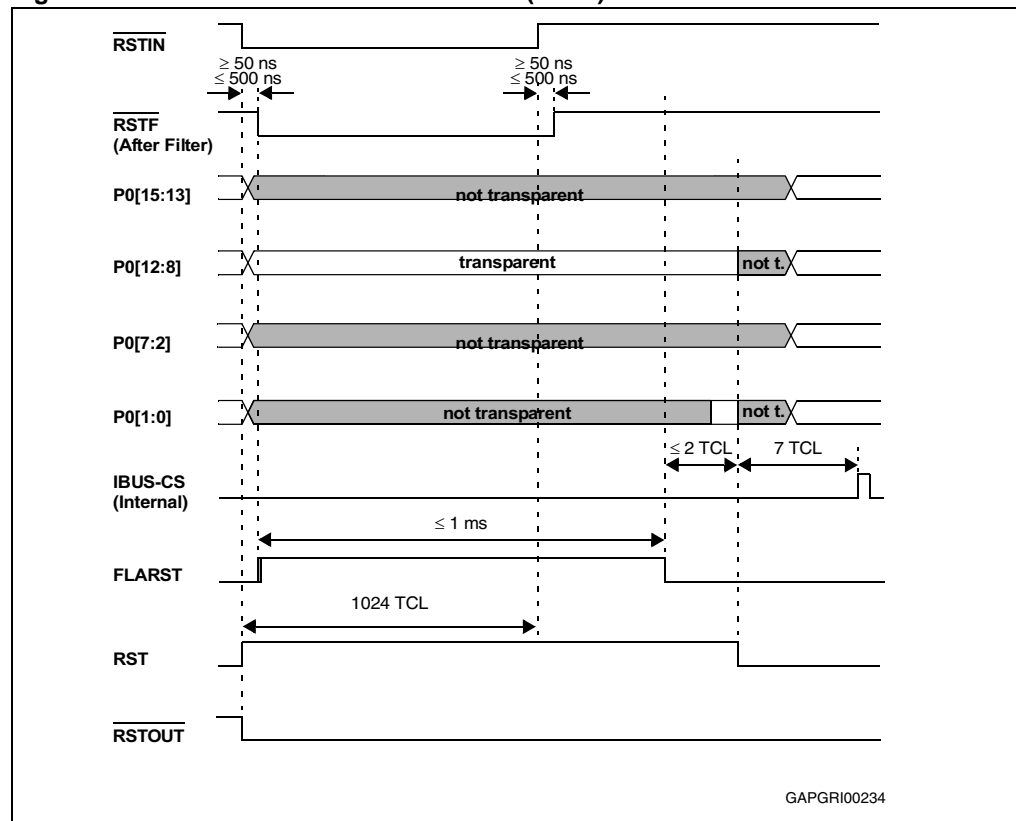 RSTIN
≥ 50 ns
≤ 500 ns
≥ 50 ns
≤ 500 ns
RSTF
(After Filter)
P0[15:13]
not transparent
P0[12:8]
transparent
not t.
P0[7:2]
not transparent
P0[1:0]
not transparent
not t.
≤ 2 TCL
7 TCL
IBUS-CS
(Internal)
≤ 1 ms
FLARST
1024 TCL
RST
RSTOUT
GAPGRI00234